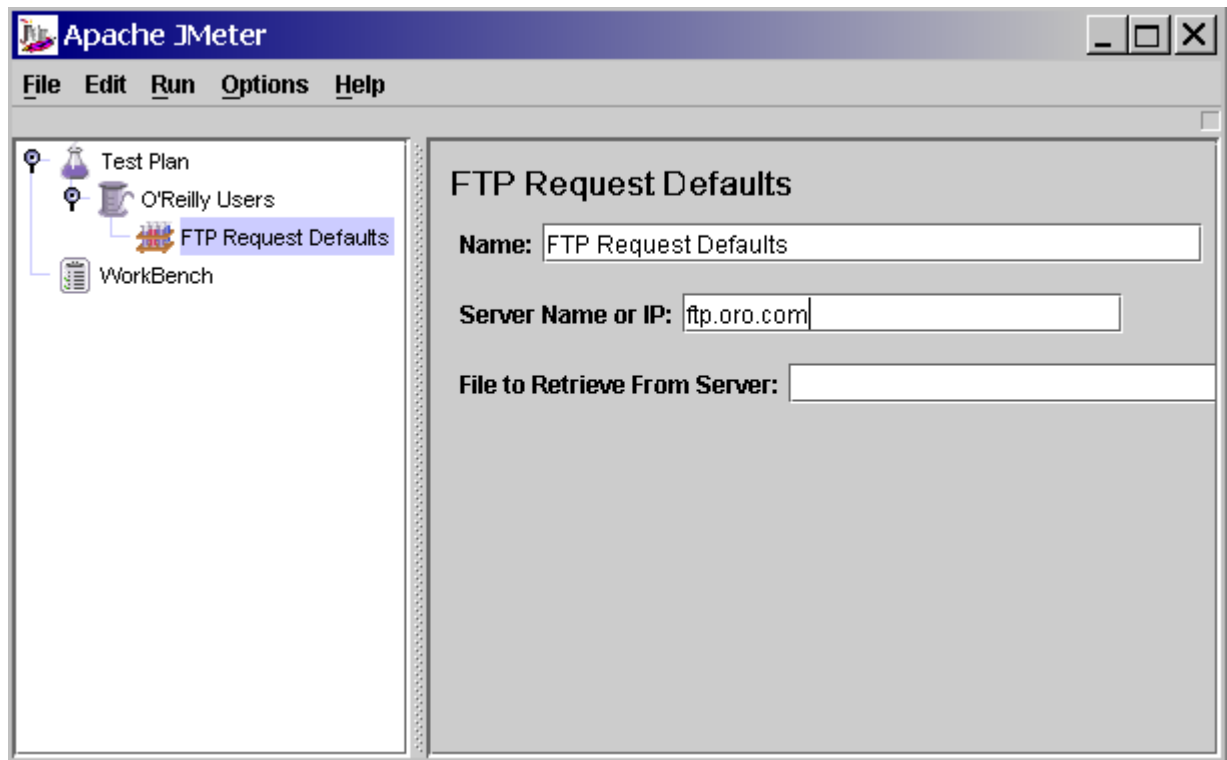 Apache JMeter
File Edit Run Options Help
Test Plan
O'Reilly Users
FTP Request Defaults
WorkBench
FTP Request Defaults
Name: FTP Request Defaults
Server Name or IP: ftp.oro.com
File to Retrieve From Server: